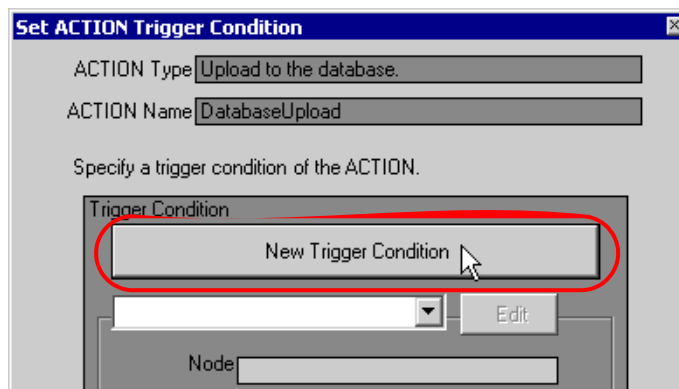 Set ACTION Trigger Condition
ACTION Type Upload to the database.
ACTION Name DatabaseUpload
Specify a trigger condition of the ACTION.
Trigger Condition
New Trigger Condition
Edit
Node